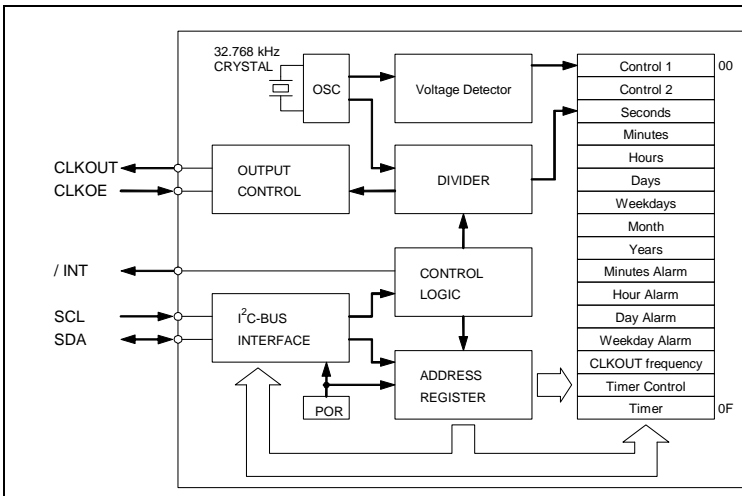 32.768 kHz
CRYSTAL
OSC
Voltage Detector
Control 1
00
Control 2
Seconds
Minutes
Hours
Days
Weekdays
Month
Years
Minutes Alarm
Hour Alarm
Day Alarm
Weekday Alarm
CLKOUT frequency
Timer Control
Timer
0F
CLKOUT
CLKOE
OUTPUT
CONTROL
DIVIDER
/ INT
CONTROL
LOGIC
SCL
SDA
I²C-BUS
INTERFACE
ADDRESS
REGISTER
POR